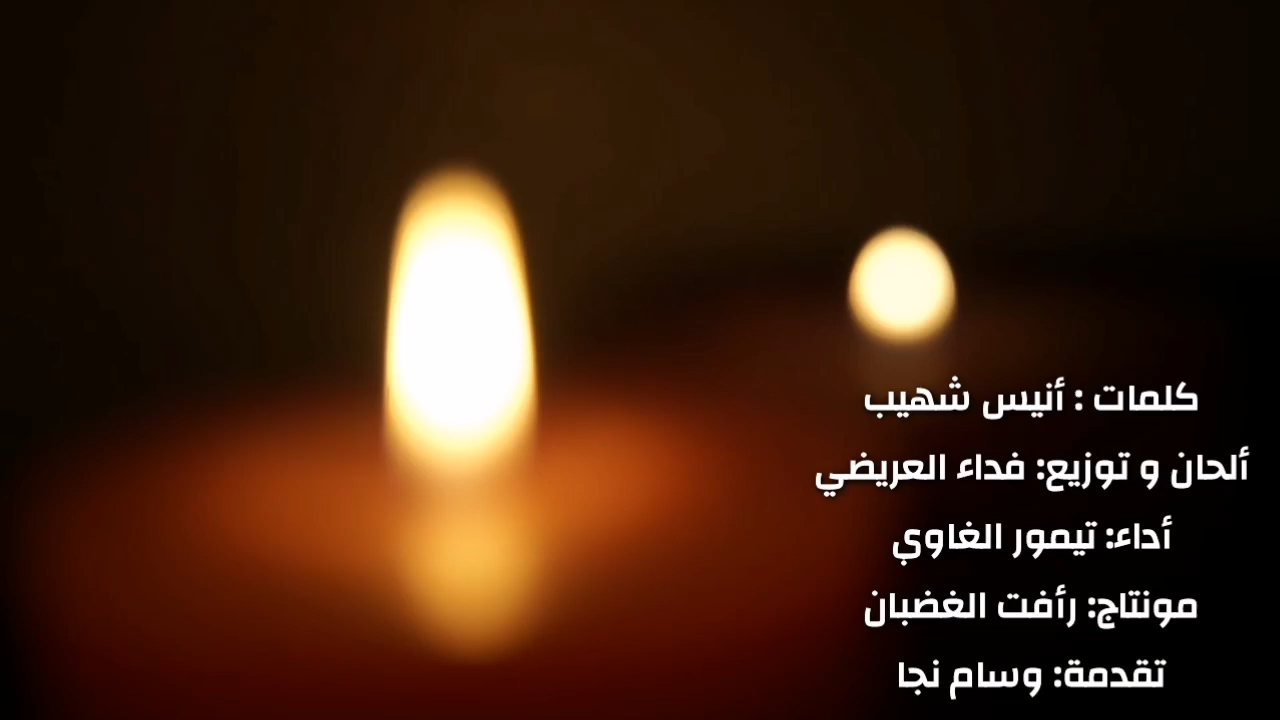 كلمات : أنيس شهيب
ألحان و توزيع: فداء العريضي
أداء: تيمور الغاوي
مونتاج: رأفت الغضبان
تقدمة: وسام نجا